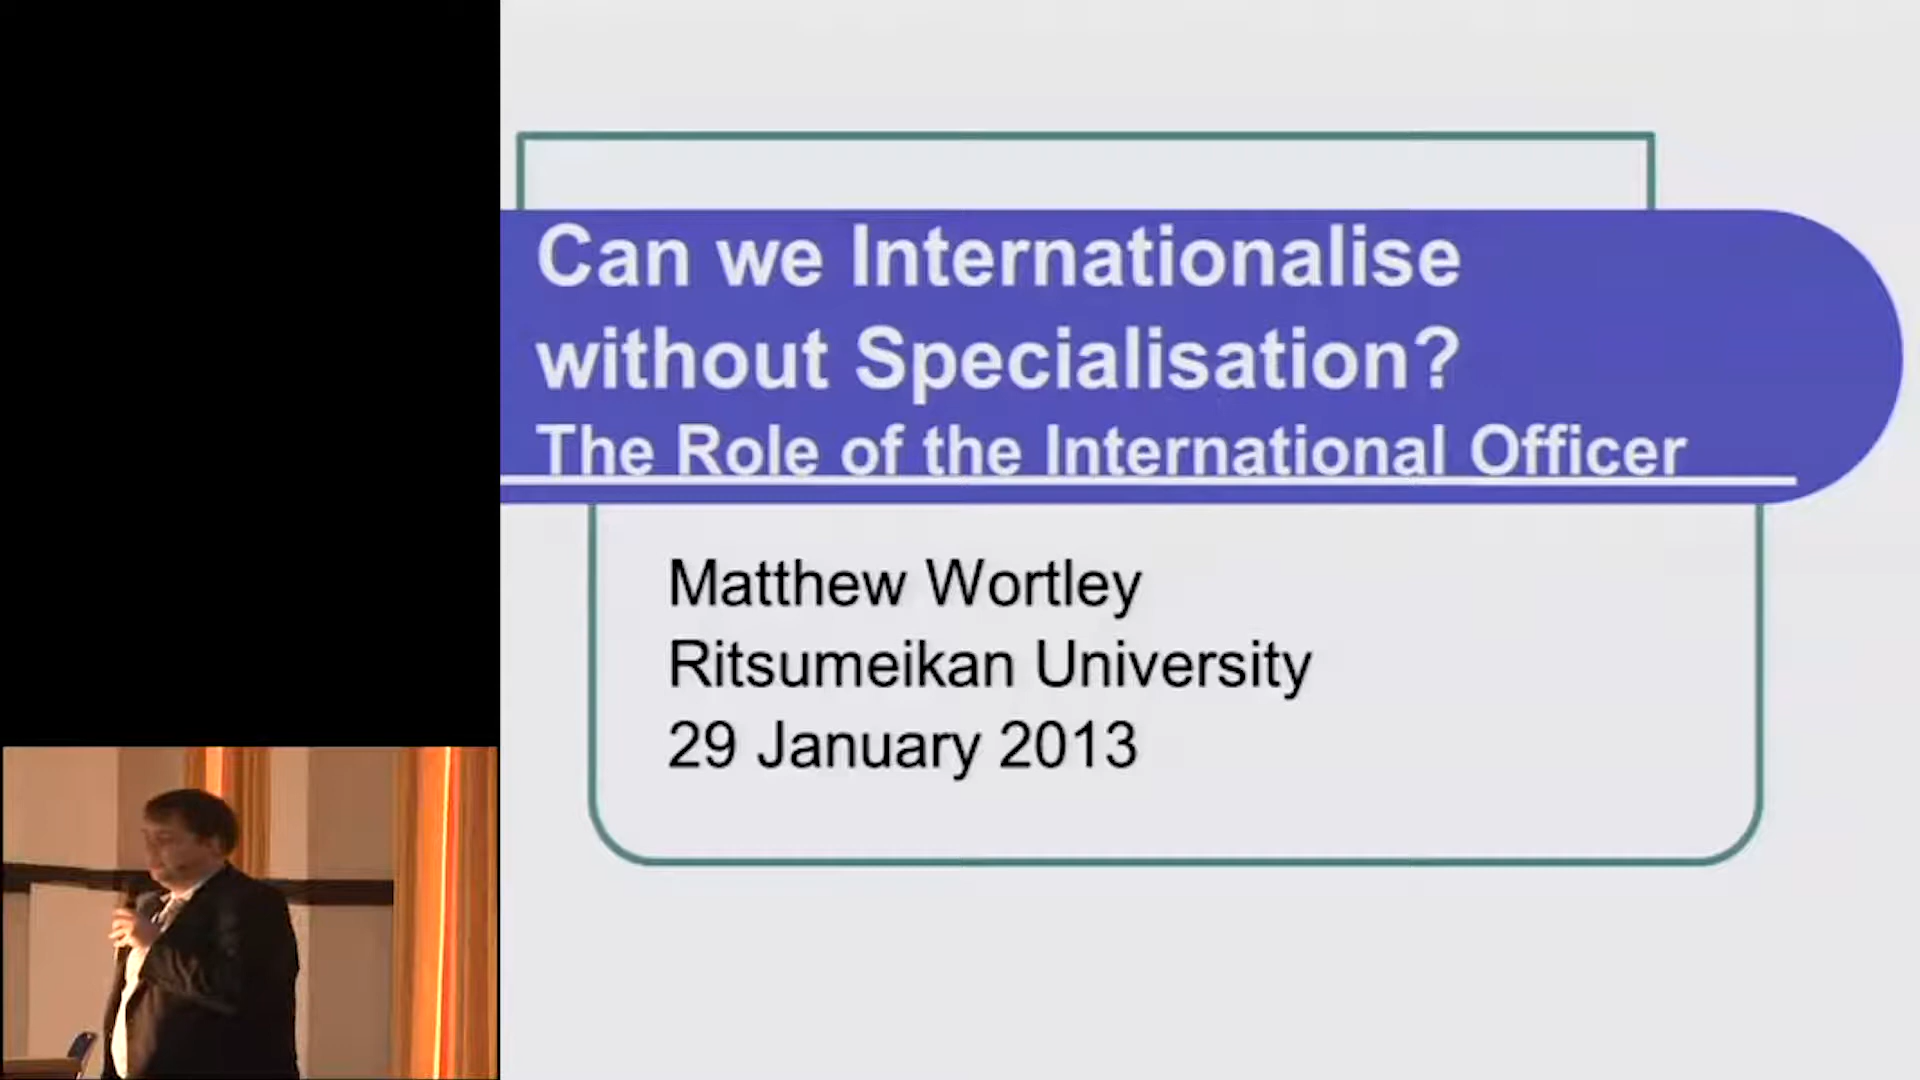 Can we Internationalise
without Specialisation?
The Role of the International Officer
Matthew Wortley
Ritsumeikan University
29 January 2013